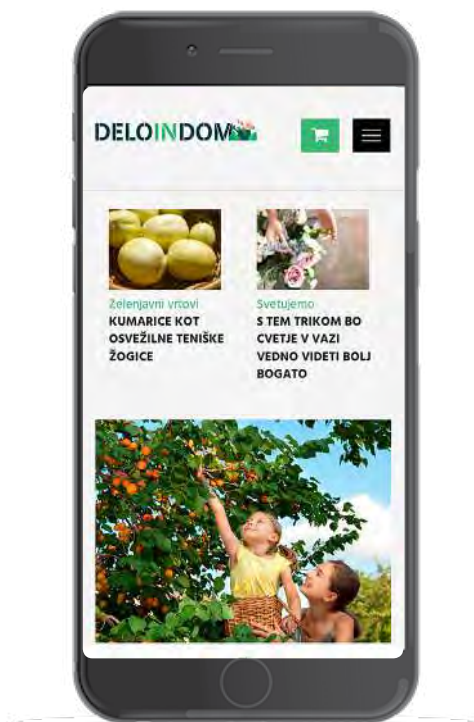 DELOINDOM
Zelenjavni vrtovi
KUMARICE KOT
OSVEŽILNE TENIŠKE
ŽOGICE
Svetujemo
S TEM TRIKOM BO
CVETJE V VAZI
VEDNO VIDETI BOLJ
BOGATO